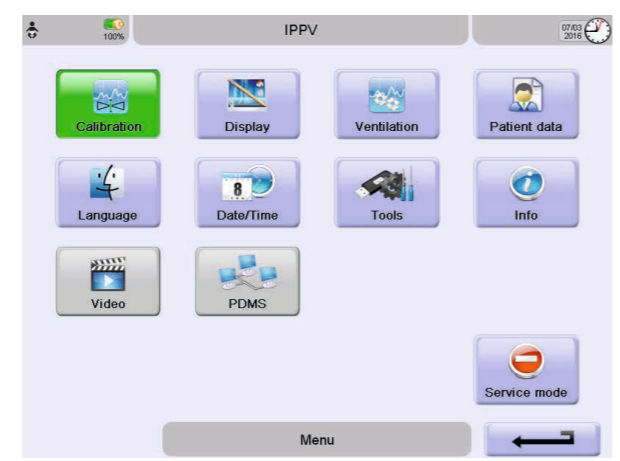 100%
IPPV
07/03
2016
Calibration
Display
Ventilation
Patient data
Language
8
Date/Time
Tools
Info
Video
PDMS
Service mode
Menu